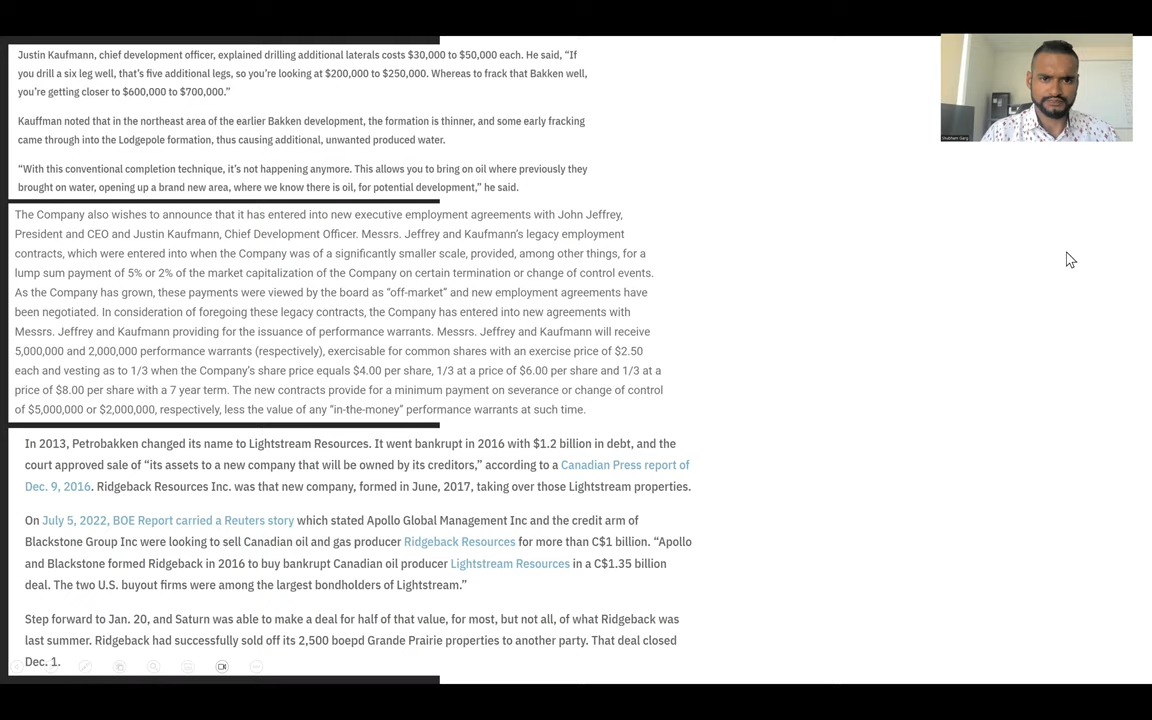 Justin Kaufmann, chief development officer, explained drilling additional laterals costs $30,000 to $50,000 each. He said, “If
you drill a six leg well, that’s five additional legs, so you’re looking at $200,000 to $250,000. Whereas to frack that Bakken well,
you’re getting closer to $600,000 to $700,000.”
Kauffman noted that in the northeast area of the earlier Bakken development, the formation is thinner, and some early fracking
came through into the Lodgepole formation, thus causing additional, unwanted produced water.
“With this conventional completion technique, it’s not happening anymore. This allows you to bring on oil where previously they
brought on water, opening up a brand new area, where we know there is oil, for potential development,” he said.
The Company also wishes to announce that it has entered into new executive employment agreements with John Jeffrey,
President and CEO and Justin Kaufmann, Chief Development Officer. Messrs. Jeffrey and Kaufmann’s legacy employment
contracts, which were entered into when the Company was of a significantly smaller scale, provided, among other things, for a
lump sum payment of 5% or 2% of the market capitalization of the Company on certain termination or change of control events.
As the Company has grown, these payments were viewed by the board as “off-market” and new employment agreements have
been negotiated. In consideration of foregoing these legacy contracts, the Company has entered into new agreements with
Messrs. Jeffrey and Kaufmann providing for the issuance of performance warrants. Messrs. Jeffrey and Kaufmann will receive
5,000,000 and 2,000,000 performance warrants (respectively), exercisable for common shares with an exercise price of $2.50
each and vesting as to 1/3 when the Company’s share price equals $4.00 per share, 1/3 at a price of $6.00 per share and 1/3 at a
price of $8.00 per share with a 7 year term. The new contracts provide for a minimum payment on severance or change of control
of $5,000,000 or $2,000,000, respectively, less the value of any “in-the-money” performance warrants at such time.
In 2013, Petrobakken changed its name to Lightstream Resources. It went bankrupt in 2016 with $1.2 billion in debt, and the
court approved sale of “its assets to a new company that will be owned by its creditors,” according to a Canadian Press report of
Dec. 9, 2016. Ridgeback Resources Inc. was that new company, formed in June, 2017, taking over those Lightstream properties.
On July 5, 2022, BOE Report carried a Reuters story which stated Apollo Global Management Inc and the credit arm of
Blackstone Group Inc were looking to sell Canadian oil and gas producer Ridgeback Resources for more than C$1 billion. “Apollo
and Blackstone formed Ridgeback in 2016 to buy bankrupt Canadian oil producer Lightstream Resources in a C$1.35 billion
deal. The two U.S. buyout firms were among the largest bondholders of Lightstream.”
Step forward to Jan. 20, and Saturn was able to make a deal for half of that value, for most, but not all, of what Ridgeback was
last summer. Ridgeback had successfully sold off its 2,500 boepd Grande Prairie properties to another party. That deal closed
Dec. 1.
Shubham Garg